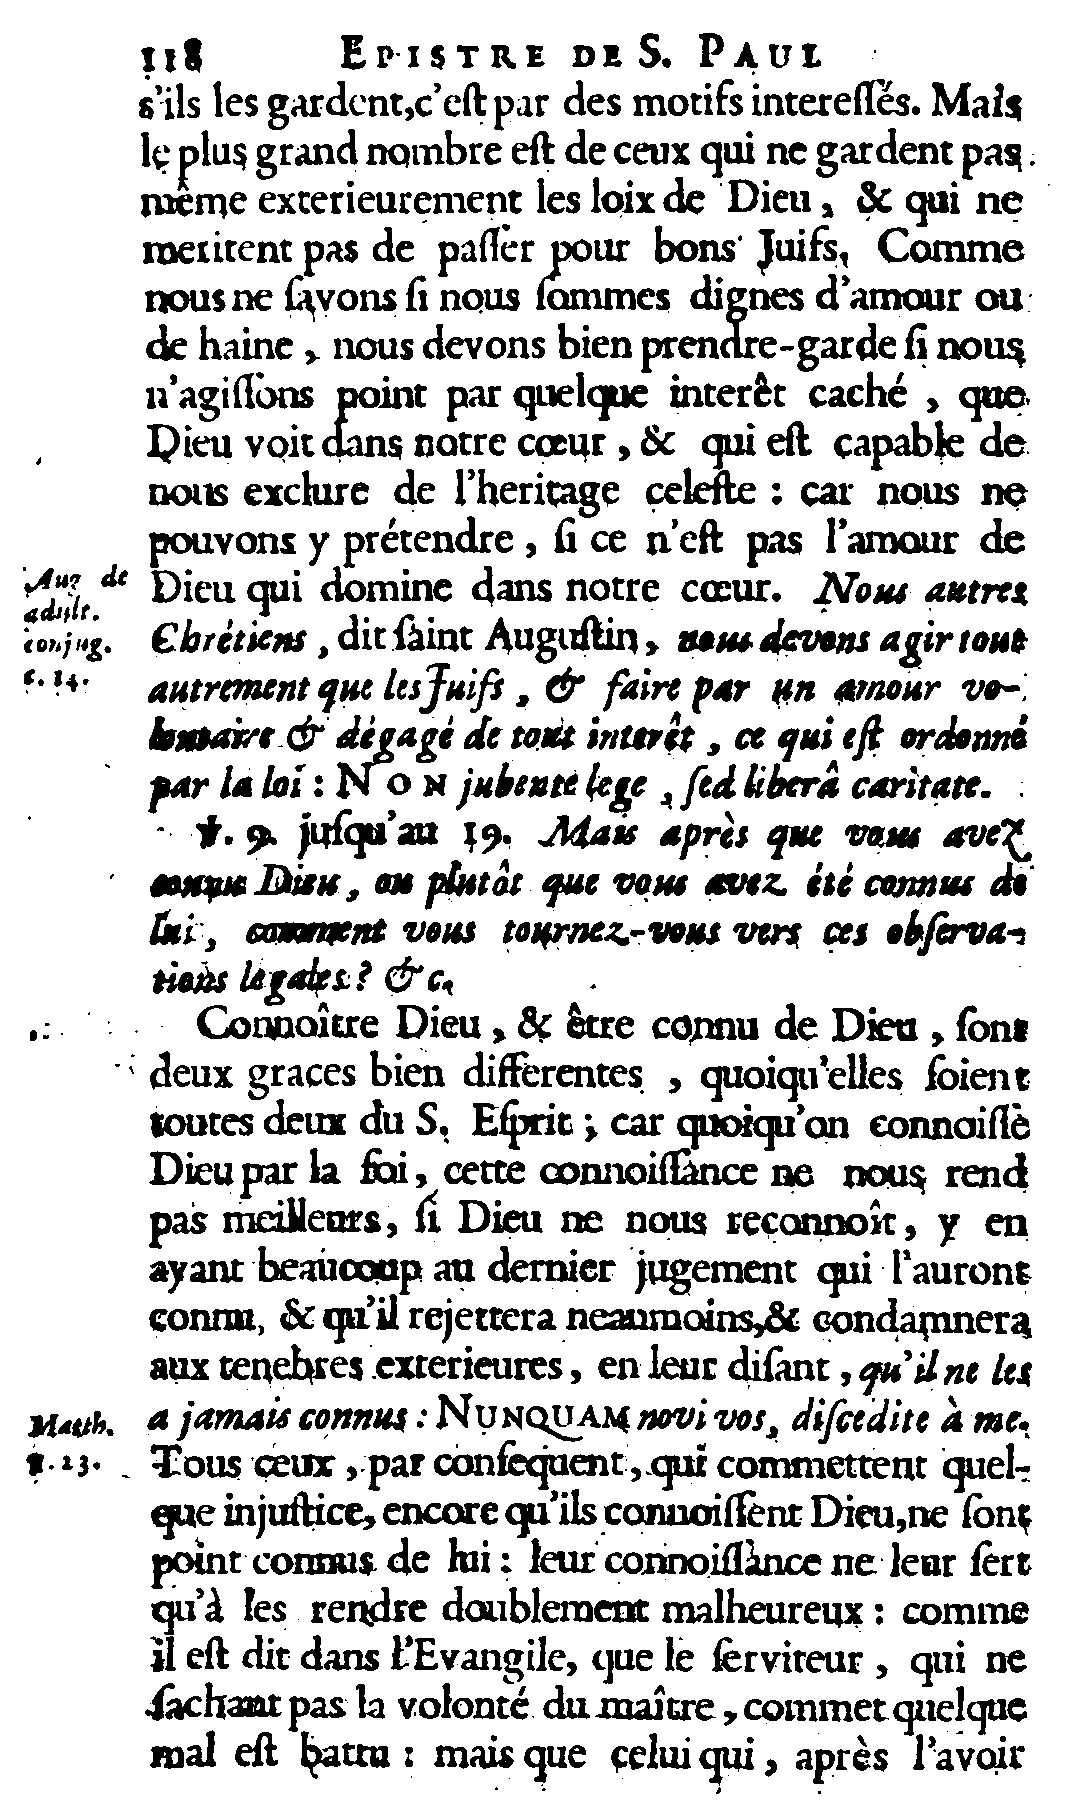 118 EPISTRE DE S. PAUL
s'ils les gardent, c'eſt par des motifs intereſſés. Mais
le plus grand nombre eſt de ceux qui ne gardent pas
même exterieurement les loix de Dieu, & qui ne
meritent pas de paſſer pour bons Juifs. Comme
nous ne ſavons ſi nous ſommes dignes d'amour ou
de haine, nous devons bien prendre-garde ſi nous
n'agiſſons point par quelque interêt caché, que
Dieu voit dans notre cœur, & qui eſt capable de
nous exclure de l'heritage celeſte : car nous ne
pouvons y prétendre, ſi ce n'eſt pas l'amour de
Dieu qui domine dans notre cœur. Nous autres
Aug de
adult.
conjug.
c. 14.
Chrétiens, dit ſaint Auguſtin, nous devons agir tout
autrement que les Juifs, & faire par un amour vo-
lontaire & dégagé de tout interêt, ce qui eſt ordonné
par la loi : NON jubente lege, ſed liberâ caritate.
℣. 9. juſqu'au 19. Mais après que vous avez
connu Dieu, ou plutôt que vous avez été connus de
lui, comment vous tournez-vous vers ces obſerva-
tions legales? &c.
Connoître Dieu, & être connu de Dieu, ſont
deux graces bien differentes, quoiqu'elles ſoient
toutes deux du S. Eſprit ; car quoiqu'on connoiſſe
Dieu par la foi, cette connoiſſance ne nous rend
pas meilleurs, ſi Dieu ne nous reconnoît, y en
ayant beaucoup au dernier jugement qui l'auront
connu, & qu'il rejettera neaumoins, & condamnera
aux tenebres exterieures, en leur diſant, qu'il ne les
a jamais connus : NUNQUAM novi vos, diſcedite à me.
Matth.
7. 23.
Tous ceux, par conſequent, qui commettent quel-
que injuſtice, encore qu'ils connoiſſent Dieu, ne ſont
point connus de lui : leur connoiſſance ne leur ſert
qu'à les rendre doublement malheureux : comme
il eſt dit dans l'Evangile, que le ſerviteur, qui ne
ſachant pas la volonté du maître, commet quelque
mal eſt battu : mais que celui qui, après l'avoir